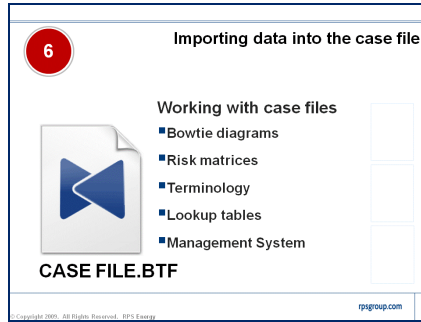 6
Importing data into the case file
Working with case files
Bowtie diagrams
Risk matrices
Terminology
Lookup tables
Management System
CASE FILE.BTF
rpsgroup.com
© Copyright 2009. All Rights Reserved. RPS Energy